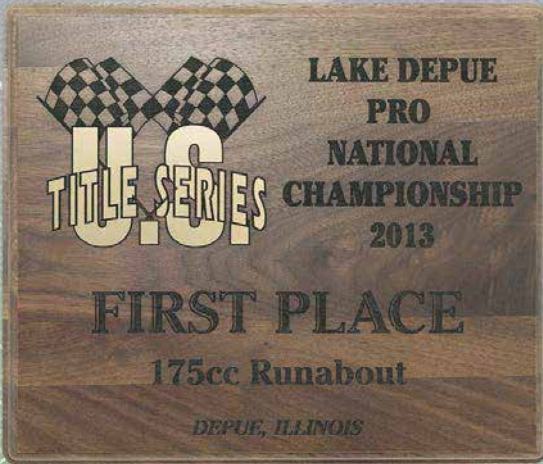 U.S.
TITLE SERIES
LAKE DEPUE
PRO
NATIONAL
CHAMPIONSHIP
2013
FIRST PLACE
175cc Runabout
DEPUE, ILLINOIS